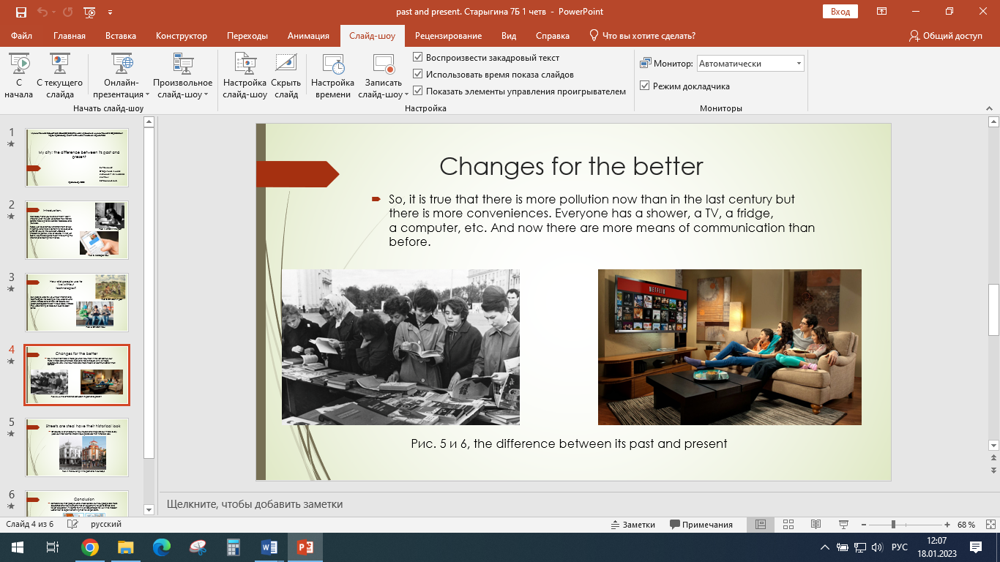 past and present. Старыгина 7Б 1 четв - PowerPoint
Вход
Файл Главная Вставка Конструктор Переходы Анимация Слайд-шоу Рецензирование Вид Справка Что вы хотите сделать? Общий доступ
С начала
С текущего слайда
Онлайн-презентация
Произвольное слайд-шоу
Начать слайд-шоу
Настройка слайд-шоу
Скрыть слайд
Настройка времени
Записать слайд-шоу
Воспроизвести закадровый текст
Использовать время показа слайдов
Показать элементы управления проигрывателем
Настройка
Монитор: Автоматически
Режим докладчика
Мониторы
1
My city: the difference between its past and
present
2
Introduction.
3
How did people use to
live without
technologies?
4
Changes for the better
5
Streets are steal have their historical look
6
Conclusion
Changes for the better
So, it is true that there is more pollution now than in the last century but
there is more conveniences. Everyone has a shower, a TV, a fridge,
a computer, etc. And now there are more means of communication than
before.
NETFLIX
Рис. 5 и 6, the difference between its past and present
Щелкните, чтобы добавить заметки
Слайд 4 из 6 русский Заметки Примечания 68 %
РУС
12:07
18.01.2023